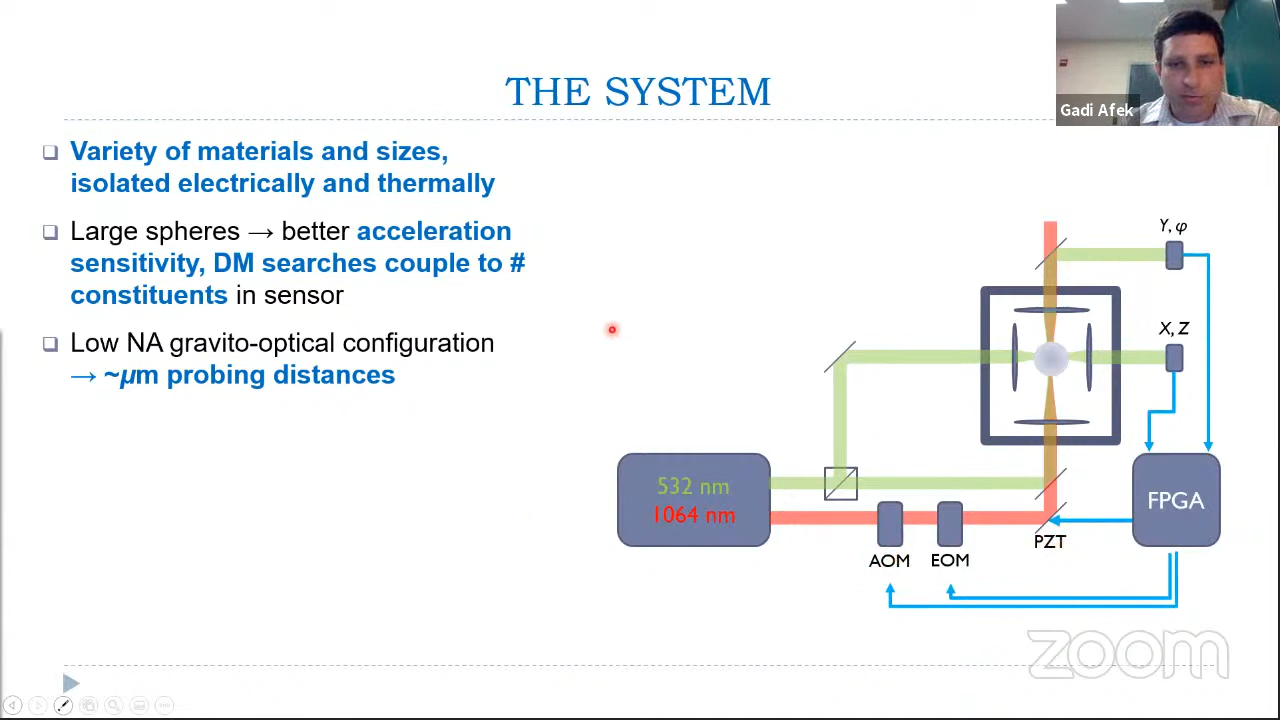 THE SYSTEM
Gadi Afek
Variety of materials and sizes,
isolated electrically and thermally
Large spheres → better acceleration
sensitivity, DM searches couple to #
constituents in sensor
Low NA gravito-optical configuration
→ ~μm probing distances
Y, φ
X, Z
532 nm
1064 nm
AOM
EOM
PZT
FPGA
zoom